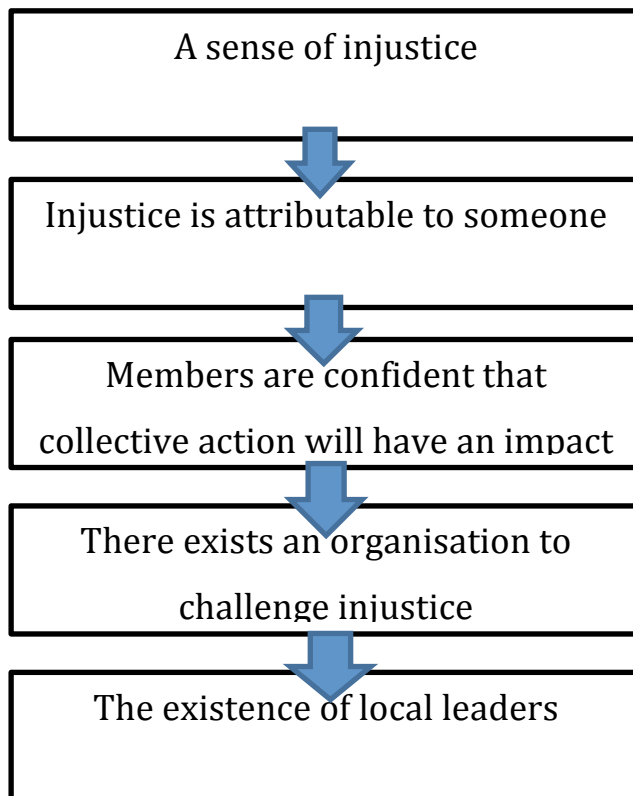 A sense of injustice
Injustice is attributable to someone
Members are confident that
collective action will have an impact
There exists an organisation to
challenge injustice
The existence of local leaders